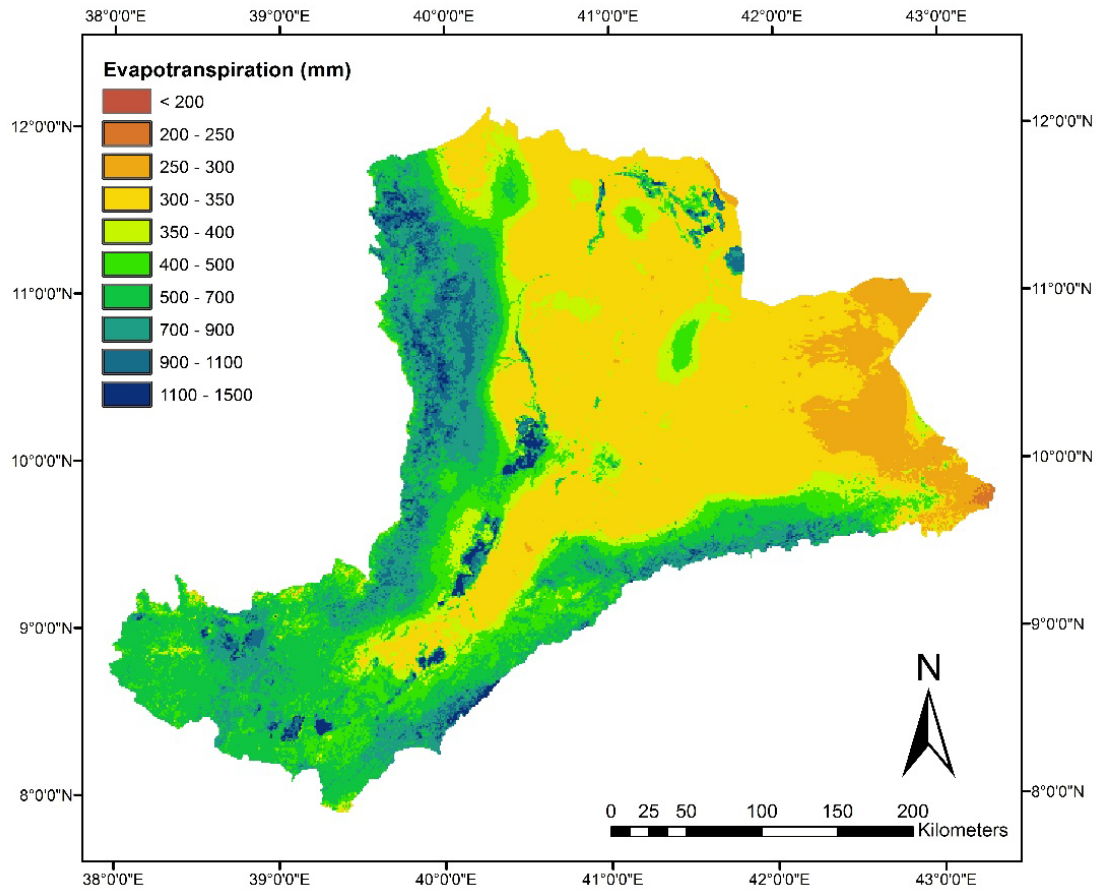 38°0'0"E 39°0'0"E 40°0'0"E 41°0'0"E 42°0'0"E 43°0'0"E
Evapotranspiration (mm)
< 200
200 - 250
250 - 300
300 - 350
350 - 400
400 - 500
500 - 700
700 - 900
900 - 1100
1100 - 1500
12°0'0"N 12°0'0"N
11°0'0"N 11°0'0"N
10°0'0"N 10°0'0"N
9°0'0"N 9°0'0"N
N
8°0'0"N 8°0'0"N
0 25 50 100 150 200
Kilometers
38°0'0"E 39°0'0"E 40°0'0"E 41°0'0"E 42°0'0"E 43°0'0"E